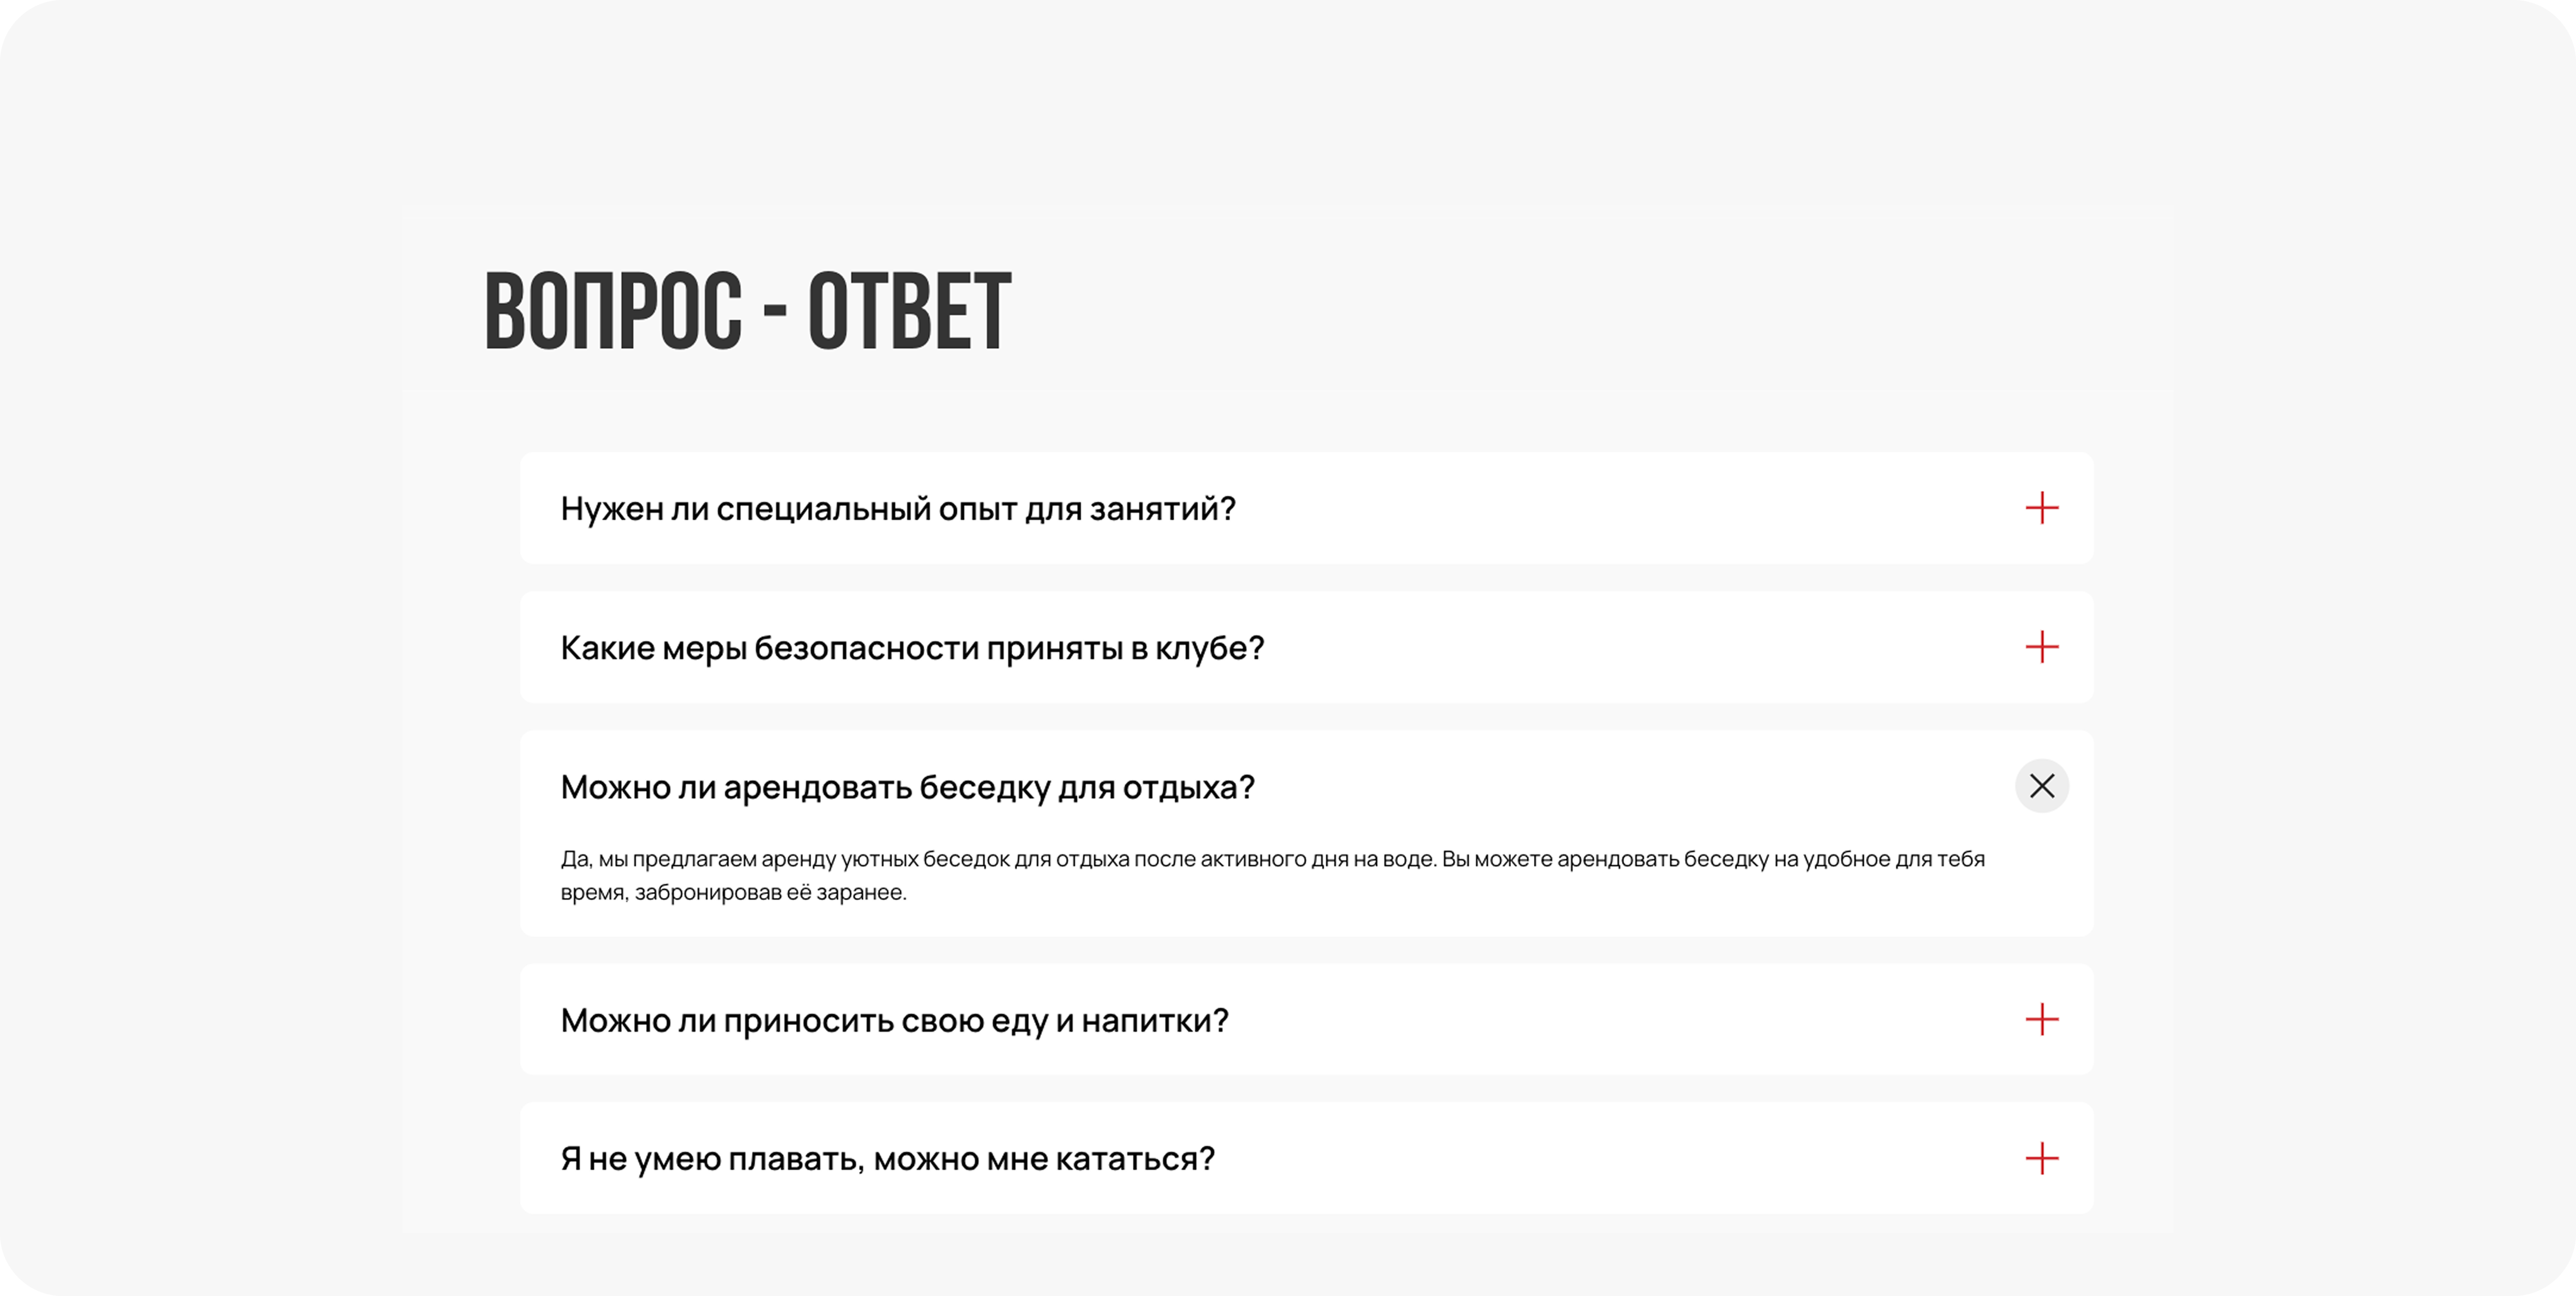 ВОПРОС - ОТВЕТ
Нужен ли специальный опыт для занятий?
Какие меры безопасности приняты в клубе?
Можно ли арендовать беседку для отдыха?
Да, мы предлагаем аренду уютных беседок для отдыха после активного дня на воде. Вы можете арендовать беседку на удобное для тебя
время, забронировав её заранее.
Можно ли приносить свою еду и напитки?
Я не умею плавать, можно мне кататься?